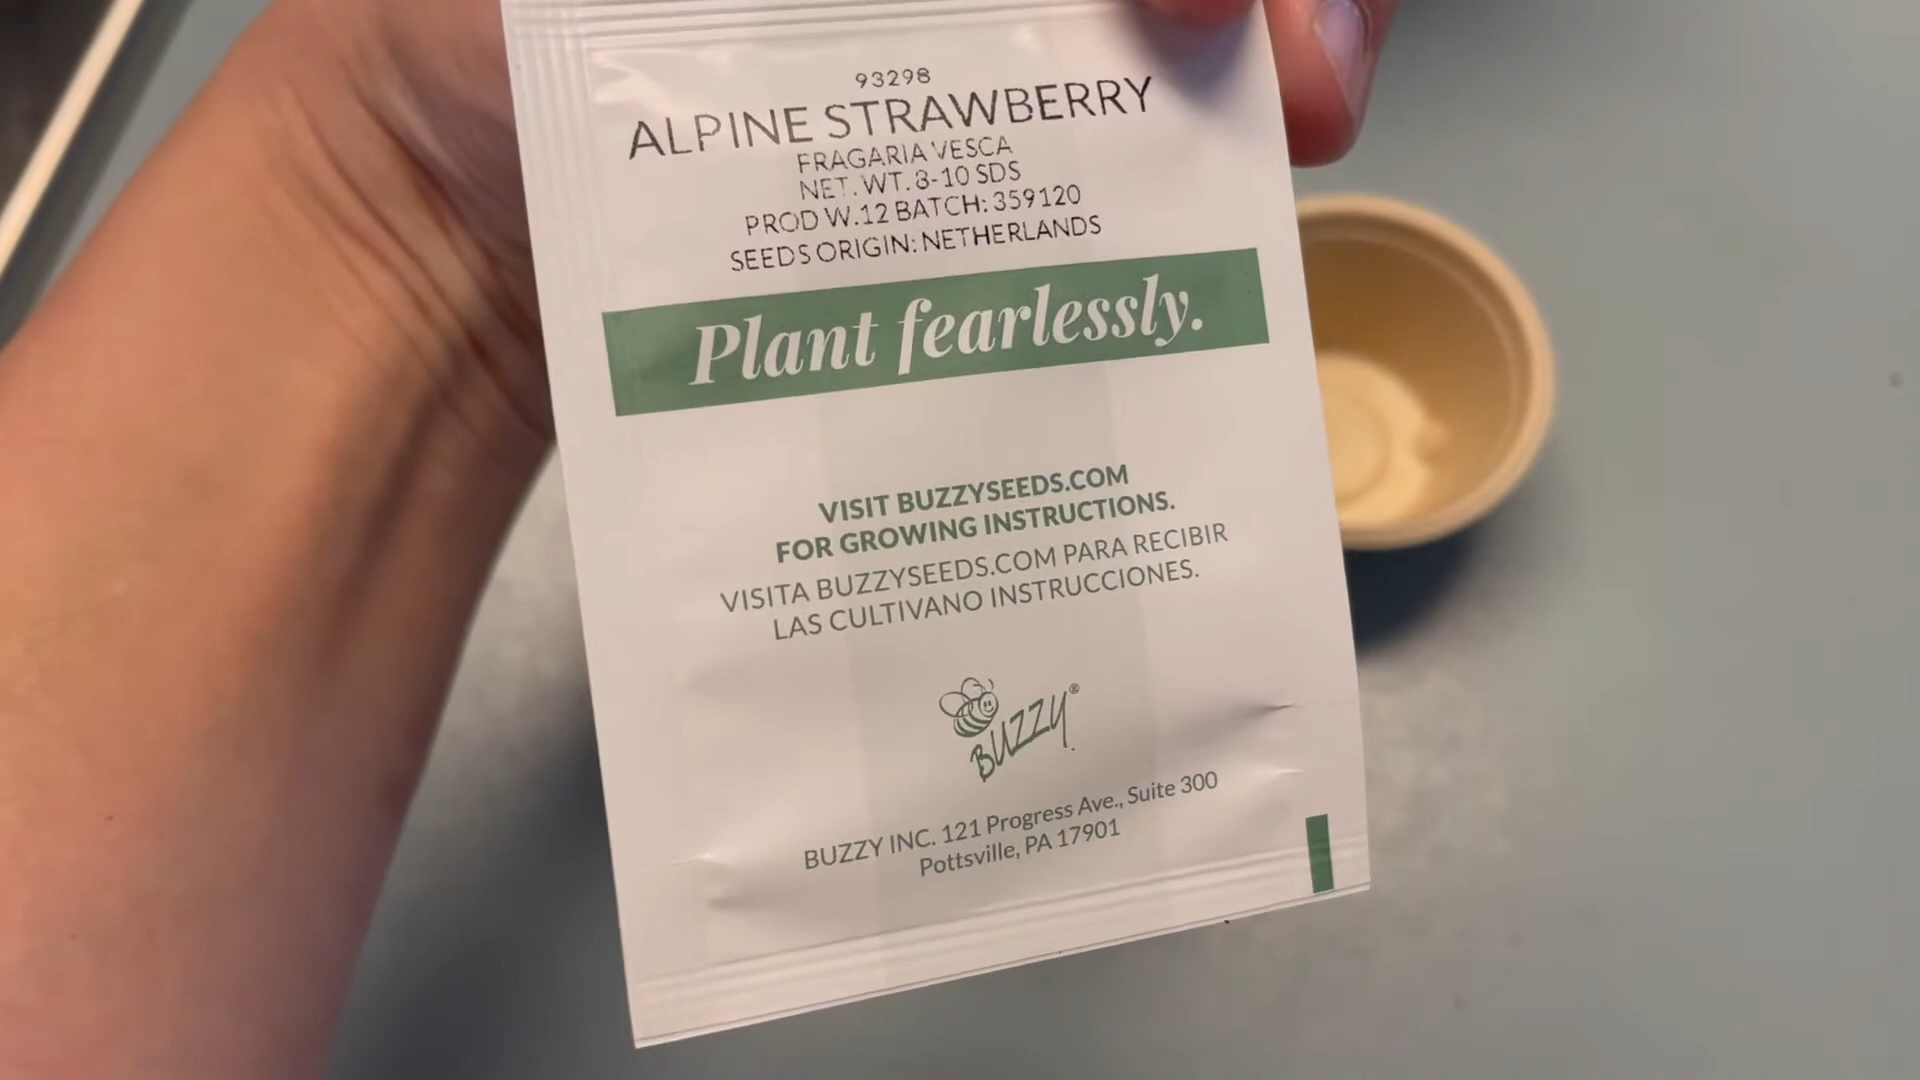 93298
ALPINE STRAWBERRY
FRAGARIA VESCA
NET. WT. 8-10 SDS
PROD W.12 BATCH: 359120
SEEDS ORIGIN: NETHERLANDS
Plant fearlessly.
VISIT BUZZYSEEDS.COM
FOR GROWING INSTRUCTIONS.
VISITA BUZZYSEEDS.COM PARA RECIBIR
LAS CULTIVANO INSTRUCCIONES.
BUZZY®
BUZZY INC. 121 Progress Ave., Suite 300
Pottsville, PA 17901